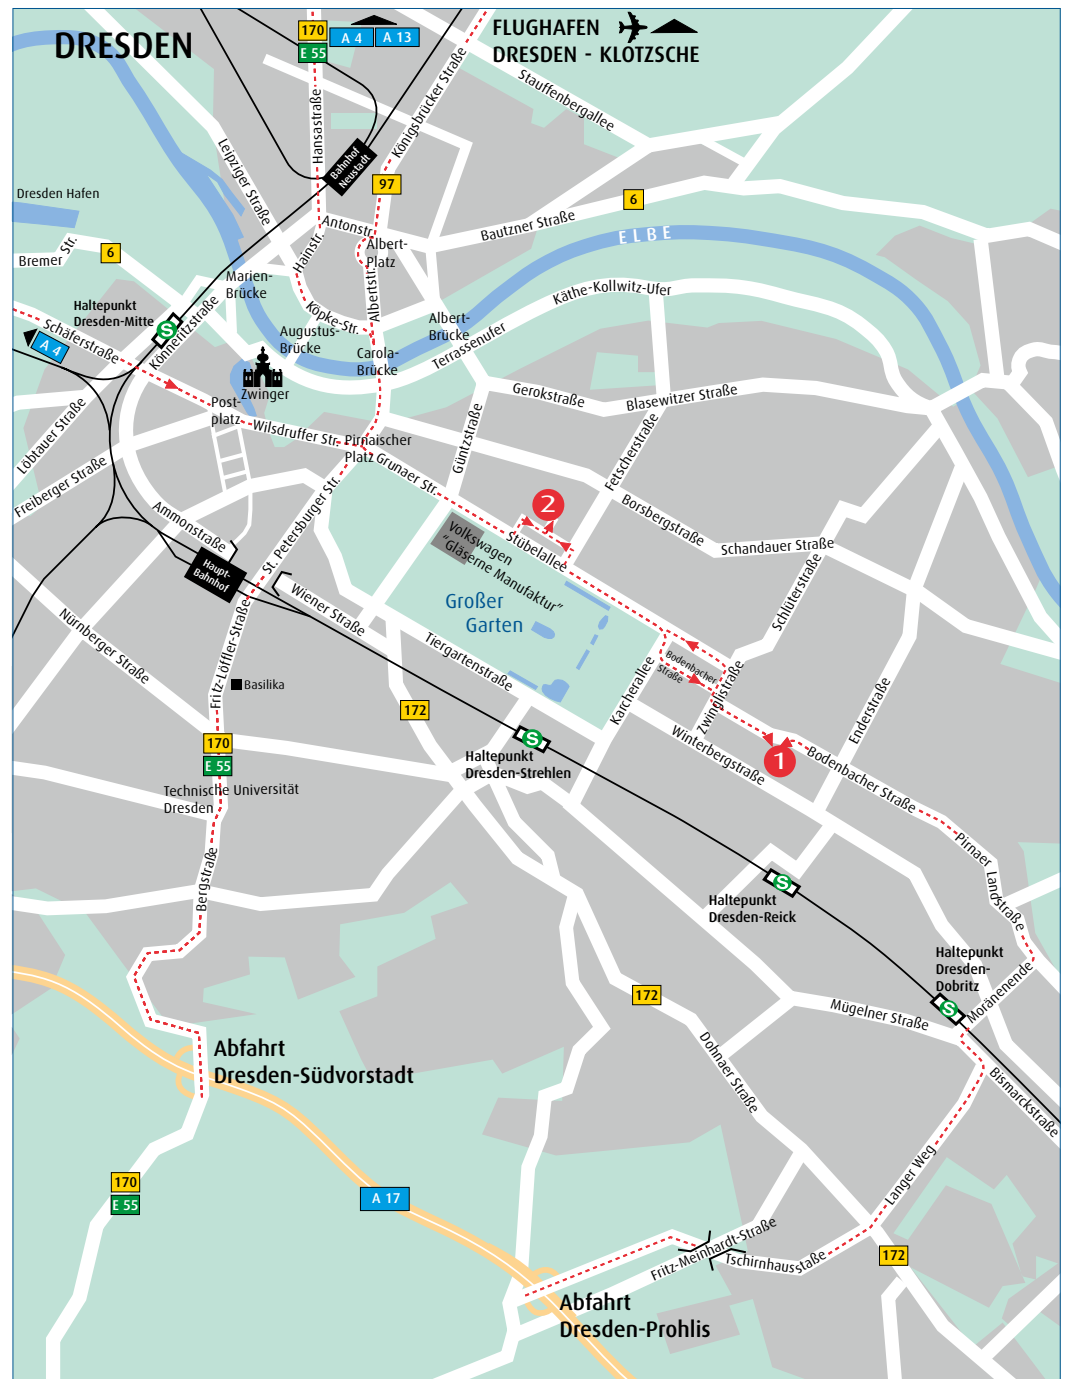 DRESDEN
170
E 55
A 4
A 13
FLUGHAFEN
DRESDEN - KLOTZSCHE
Stauffenbergallee
Königsbrücker Straße
Hansastraße
Leipziger Straße
Bahnhof
Neustadt
97
Dresden Hafen
6
Bautzner Straße
ELBE
Antonstr.
Albert-
Platz
Hainstr.
Bremer Str.
6
Marien-
Brücke
Albertstr.
Käthe-Kollwitz-Ufer
Haltepunkt
Dresden-Mitte
S
Könneritzstraße
Köpke-Str.
Augustus-
Brücke
Albert-
Brücke
Terrassenufer
Schäferstraße
A 4
Carola-
Brücke
Zwinger
Gerokstraße
Blasewitzer Straße
Post-
platz
Löbtauer Straße
Wilsdruffer Str.
Pirnaischer
Platz
Güntzstraße
Fetscherstraße
Freiberger Straße
Grunaer Str.
Ammonstraße
St. Petersburger Str.
2
Borsbergstraße
Schandauer Straße
Volkswagen
"Gläserne Manufaktur"
Stübelallee
Haupt-
Bahnhof
Wiener Straße
Großer
Garten
Schlüterstraße
Nürnberger Straße
Fritz-Löffler-Straße
Tiergartenstraße
Karcherallee
Bodenbacher
Straße
Zwinglistraße
Enderstraße
Basilika
172
170
E 55
S
Haltepunkt
Dresden-Strehlen
Winterbergstraße
1
Bodenbacher Straße
Technische Universität
Dresden
Pirnaer
Landstraße
Bergstraße
S
Haltepunkt
Dresden-Reick
Haltepunkt
Dresden-
Dobritz
S
Moränenende
172
Mügelner Straße
Dohnaer Straße
Bismarckstraße
Abfahrt
Dresden-Südvorstadt
Langer Weg
170
E 55
A 17
Fritz-Meinhardt-Straße
Tschirnhausstaße
172
Abfahrt
Dresden-Prohlis